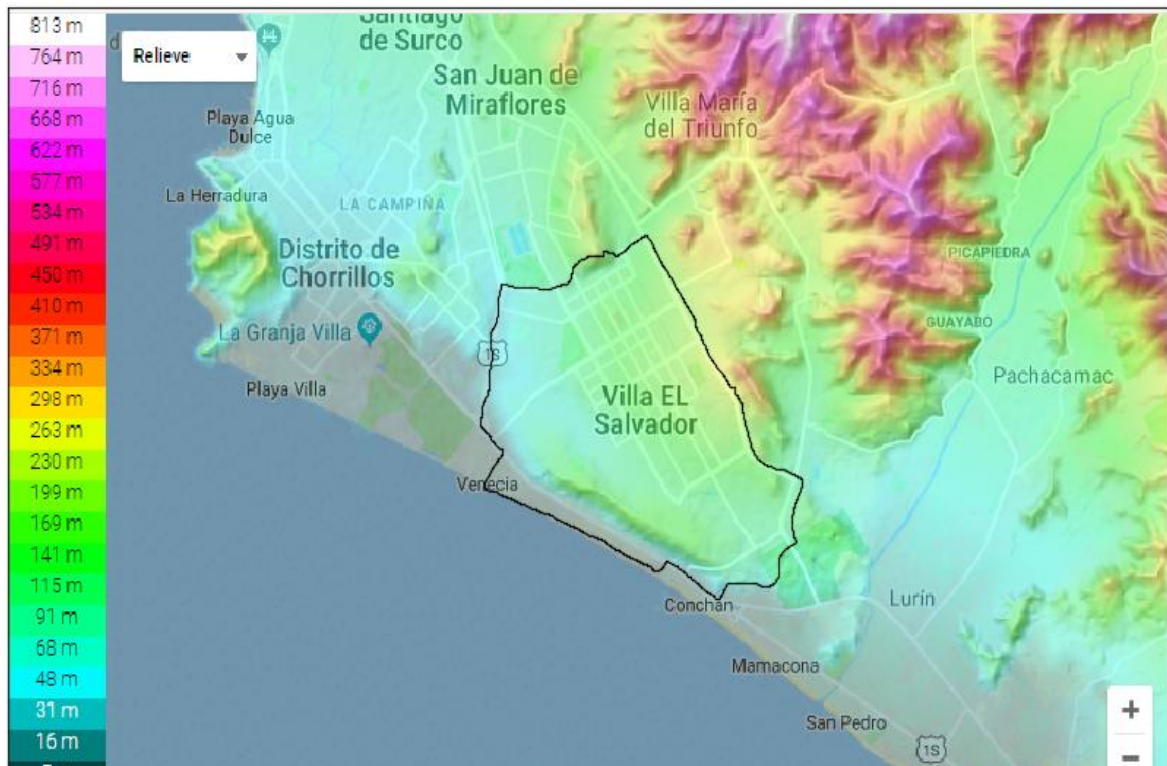 813 m
764 m
716 m
668 m
622 m
577 m
534 m
491 m
450 m
410 m
371 m
334 m
298 m
263 m
230 m
199 m
169 m
141 m
115 m
91 m
68 m
48 m
31 m
16 m
Relieve
Santiago
de Surco
San Juan de
Miraflores
Villa María
del Triunfo
Playa Agua
Dulce
La Herradura
LA CAMPIÑA
Distrito de
Chorrillos
PICAPIEDRA
La Granja Villa
GUAYABO
1S
Pachacamac
Playa Villa
Villa EL
Salvador
Venecia
Conchán
Lurín
Mamacona
San Pedro
1S
+
−